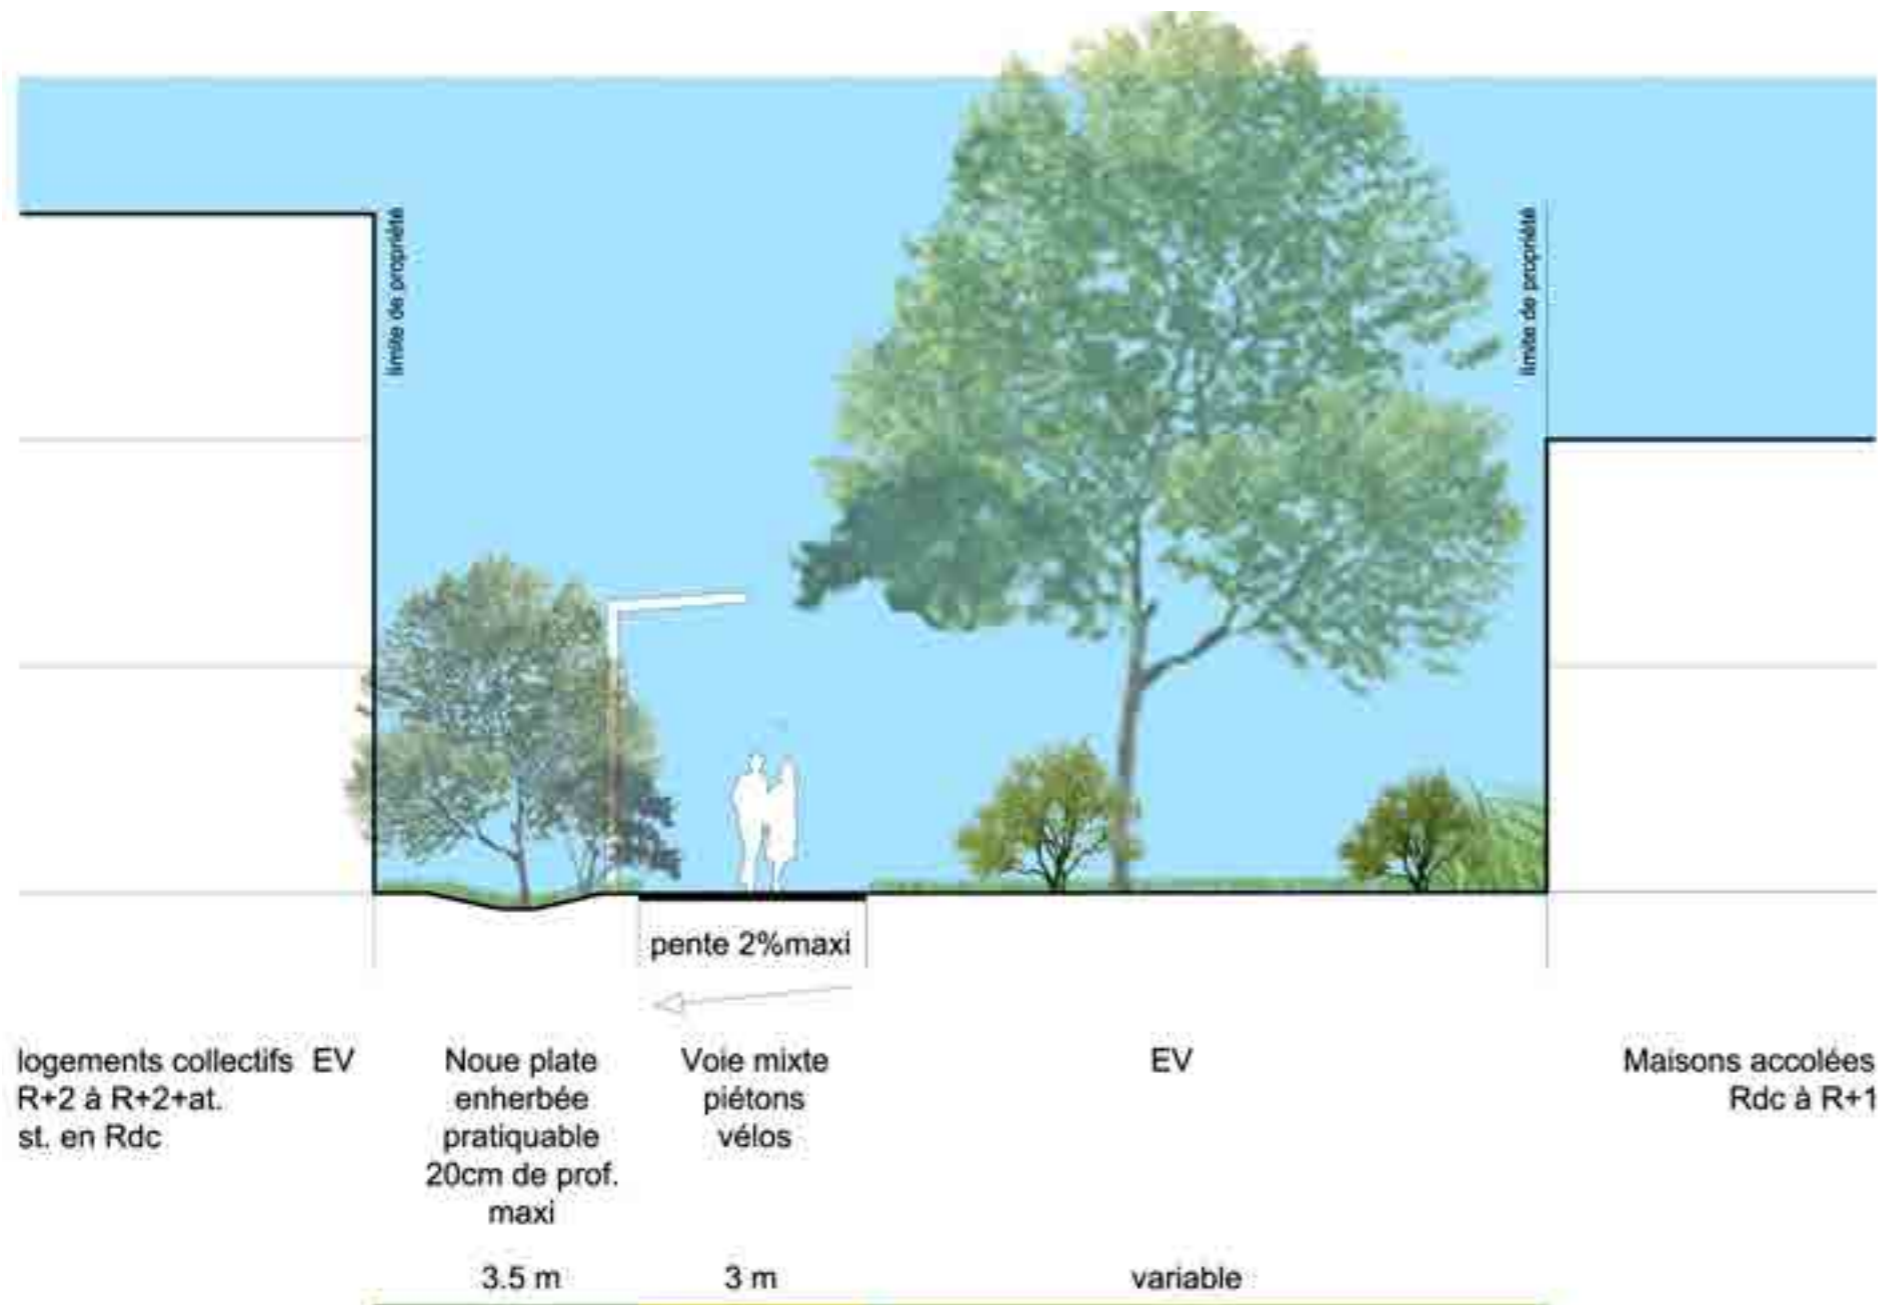 limite de propriété
limite de propriété
pente 2%maxi
logements collectifs EV
R+2 à R+2+at.
st. en Rdc
Noue plate
enherbée
pratiquable
20cm de prof.
maxi
Voie mixte
piétons
vélos
EV
Maisons accolées
Rdc à R+1
3.5 m
3 m
variable